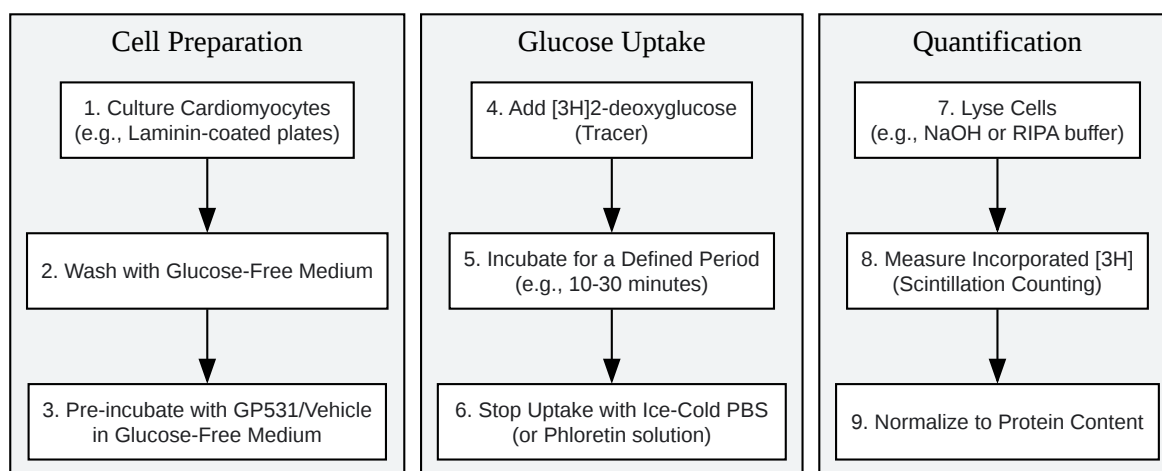 Cell Preparation
1. Culture Cardiomyocytes
(e.g., Laminin-coated plates)
2. Wash with Glucose-Free Medium
3. Pre-incubate with GP531/Vehicle
in Glucose-Free Medium
Glucose Uptake
4. Add [3H]2-deoxyglucose
(Tracer)
5. Incubate for a Defined Period
(e.g., 10-30 minutes)
6. Stop Uptake with Ice-Cold PBS
(or Phloretin solution)
Quantification
7. Lyse Cells
(e.g., NaOH or RIPA buffer)
8. Measure Incorporated [3H]
(Scintillation Counting)
9. Normalize to Protein Content